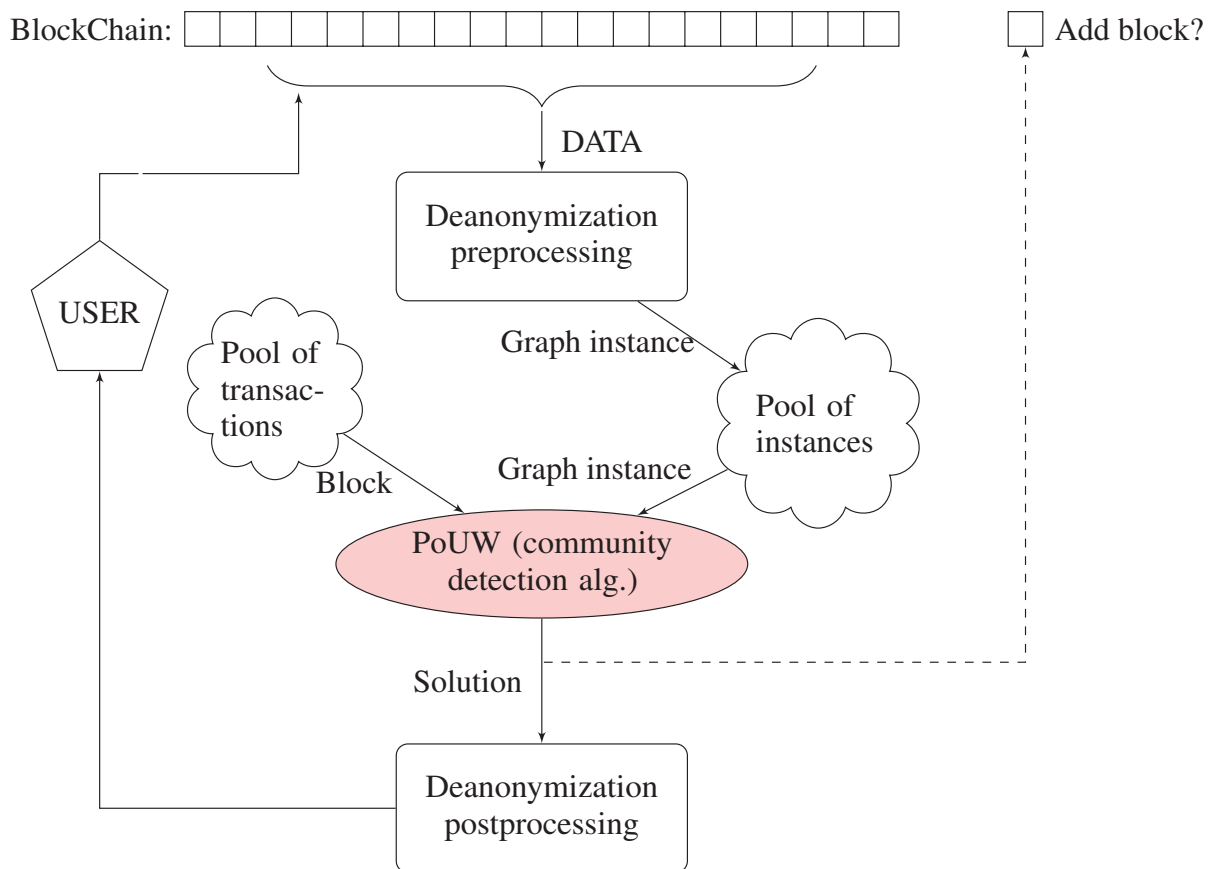 BlockChain:
Add block?
DATA
Deanonymization
preprocessing
USER
Graph instance
Pool of
transac-
tions
Pool of
instances
Block
Graph instance
PoUW (community
detection alg.)
Solution
Deanonymization
postprocessing